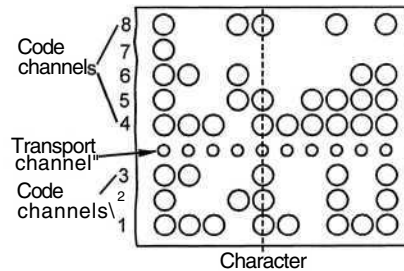 8
Code
channels
7
6
5
4
Transport
channel"
3
Code
channels\
2
1
Character